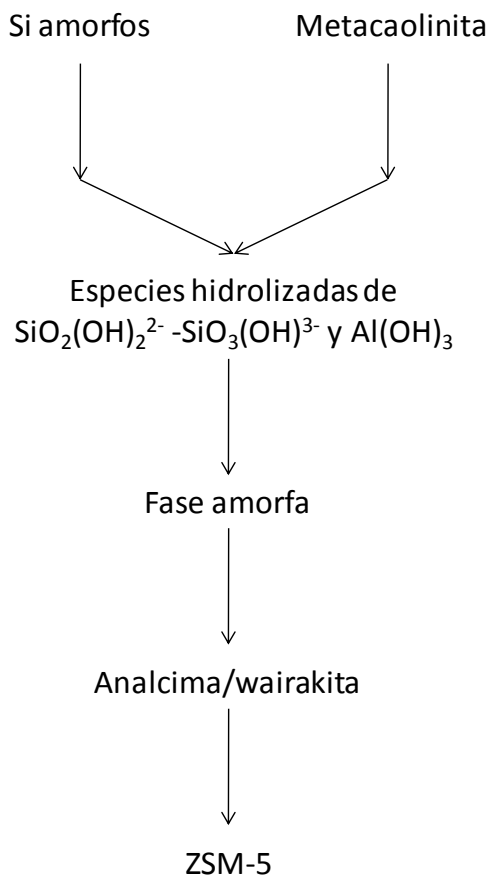 Si amorfos
Metacaolinita
Especies hidrolizadas de
SiO₂(OH)₂²⁻ -SiO₃(OH)³⁻ y Al(OH)₃
Fase amorfa
Analcima/wairakita
ZSM-5